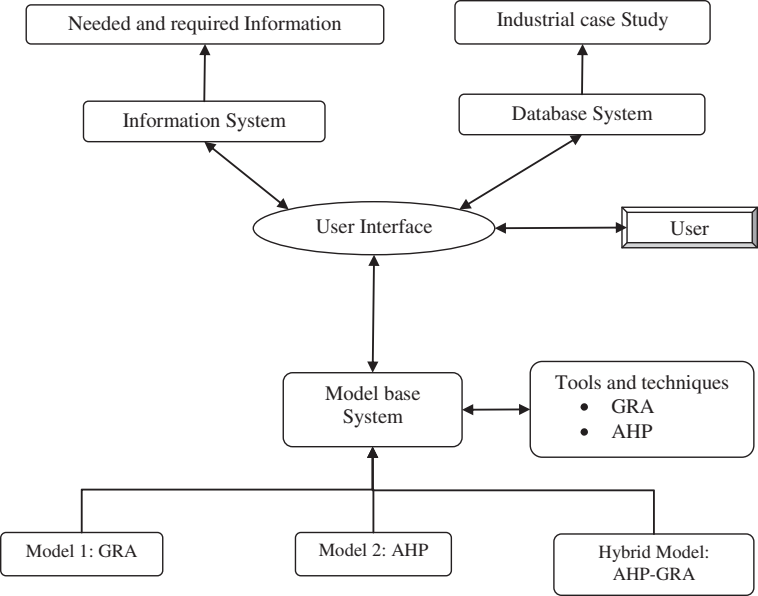 Needed and required Information
Industrial case Study
Information System
Database System
User Interface
User
Model base
System
Tools and techniques
• GRA
• AHP
Model 1: GRA
Model 2: AHP
Hybrid Model:
AHP-GRA